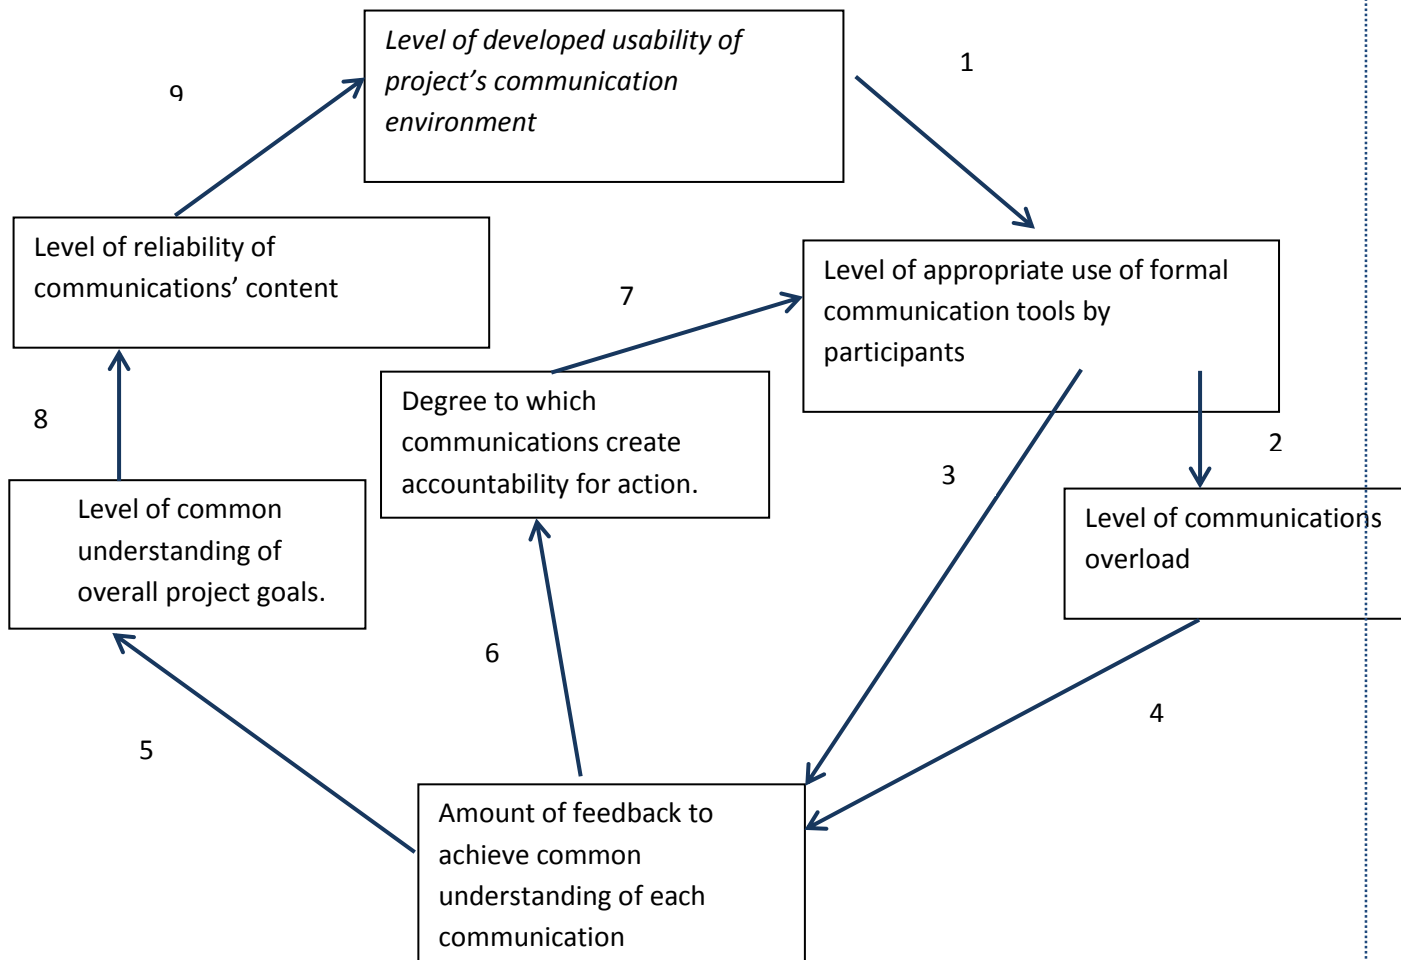 Level of developed usability of
project's communication
environment
1
9
Level of reliability of
communications' content
Level of appropriate use of formal
communication tools by
participants
7
Degree to which
communications create
accountability for action.
8
3
2
Level of common
understanding of
overall project goals.
Level of communications
overload
6
4
5
Amount of feedback to
achieve common
understanding of each
communication